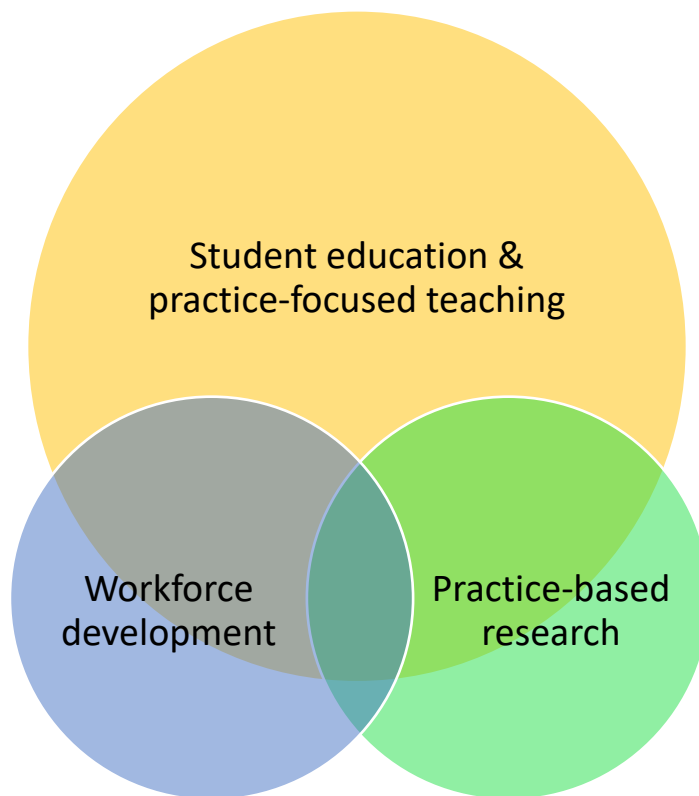 Student education &
practice-focused teaching
Workforce
development
Practice-based
research